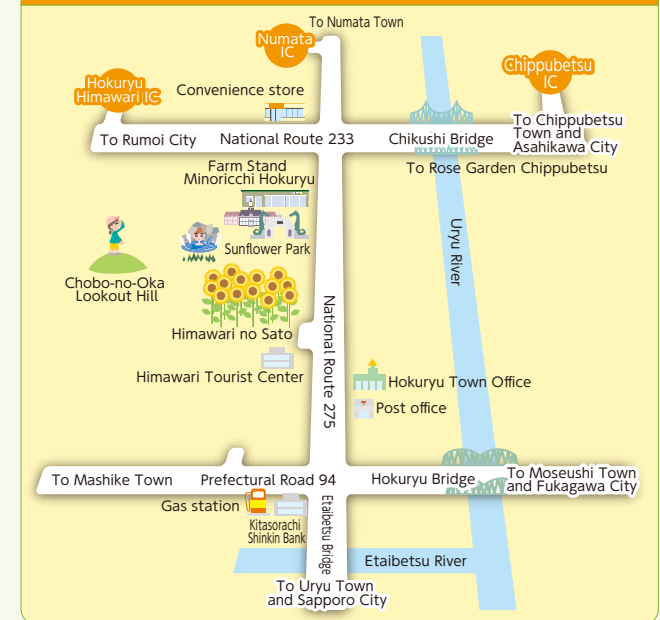 To Numata Town
Numata
IC
Chippubetsu
IC
Hokuryu
Himawari IC
Convenience store
To Rumoi City
National Route 233
Chikushi Bridge
To Chippubetsu
Town and
Asahikawa City
To Rose Garden Chippubetsu
Farm Stand
Minoricchi Hokuryu
Sunflower Park
Uryu River
Chobo-no-Oka
Lookout Hill
Himawari no Sato
National Route 275
Himawari Tourist Center
Hokuryu Town Office
Post office
To Mashike Town
Prefectural Road 94
Hokuryu Bridge
To Moseushi Town
and Fukagawa City
Gas station
Kitasorachi
Shinkin Bank
Etaibetsu Bridge
Etaibetsu River
To Uryu Town
and Sapporo City